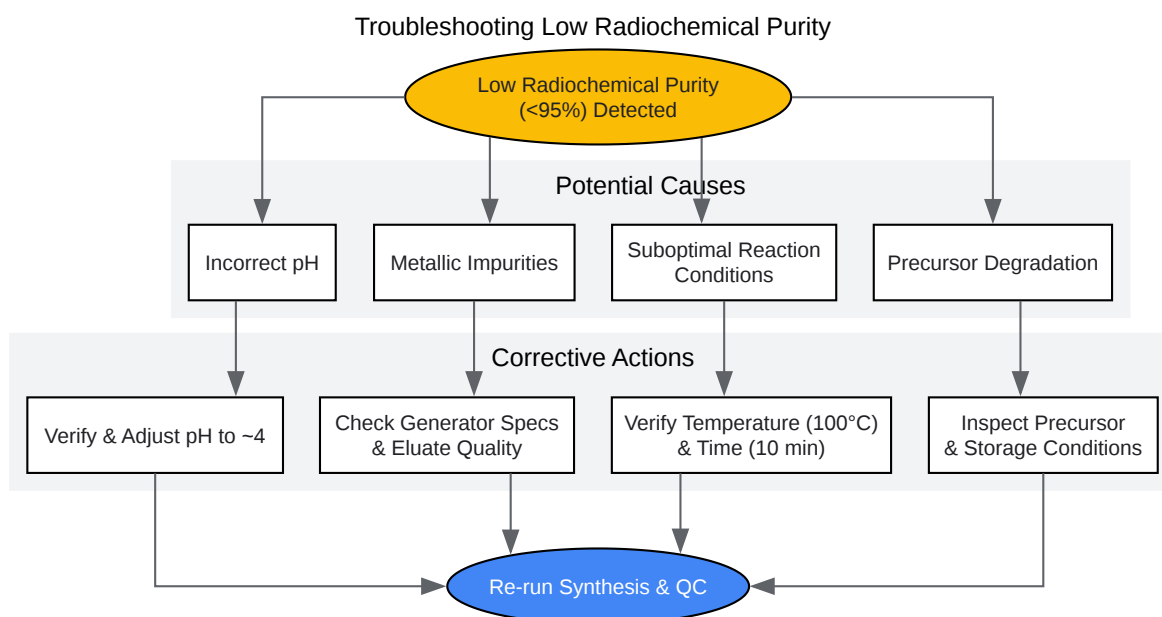 Troubleshooting Low Radiochemical Purity
Low Radiochemical Purity
(<95%) Detected
Potential Causes
Incorrect pH
Metallic Impurities
Suboptimal Reaction
Conditions
Precursor Degradation
Corrective Actions
Verify & Adjust pH to ~4
Check Generator Specs
& Eluate Quality
Verify Temperature (100°C)
& Time (10 min)
Inspect Precursor
& Storage Conditions
Re-run Synthesis & QC